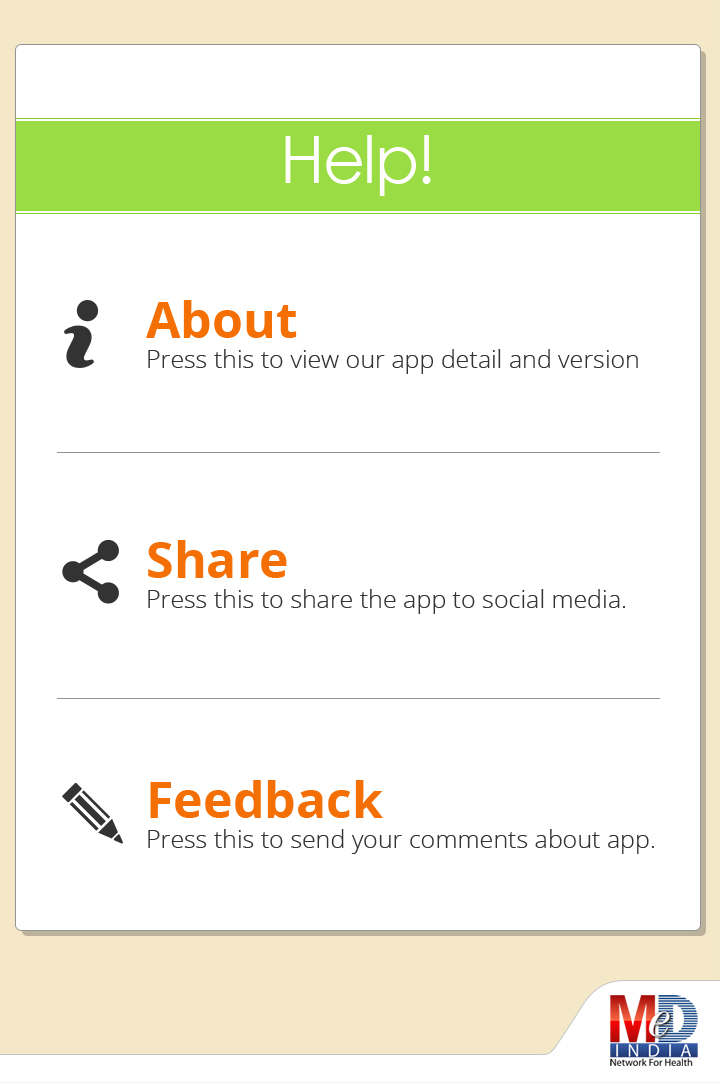 Help!
About
Press this to view our app detail and version
Share
Press this to share the app to social media.
Feedback
Press this to send your comments about app.
MeD
INDIA
Network For Health